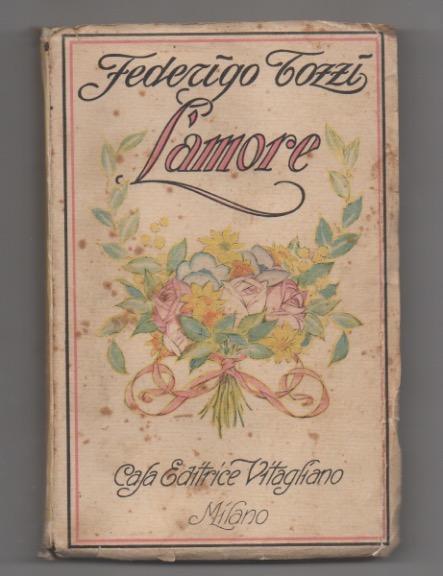 Federigo Tozzi
L'amore
Casa Editrice Vitagliano
Milano